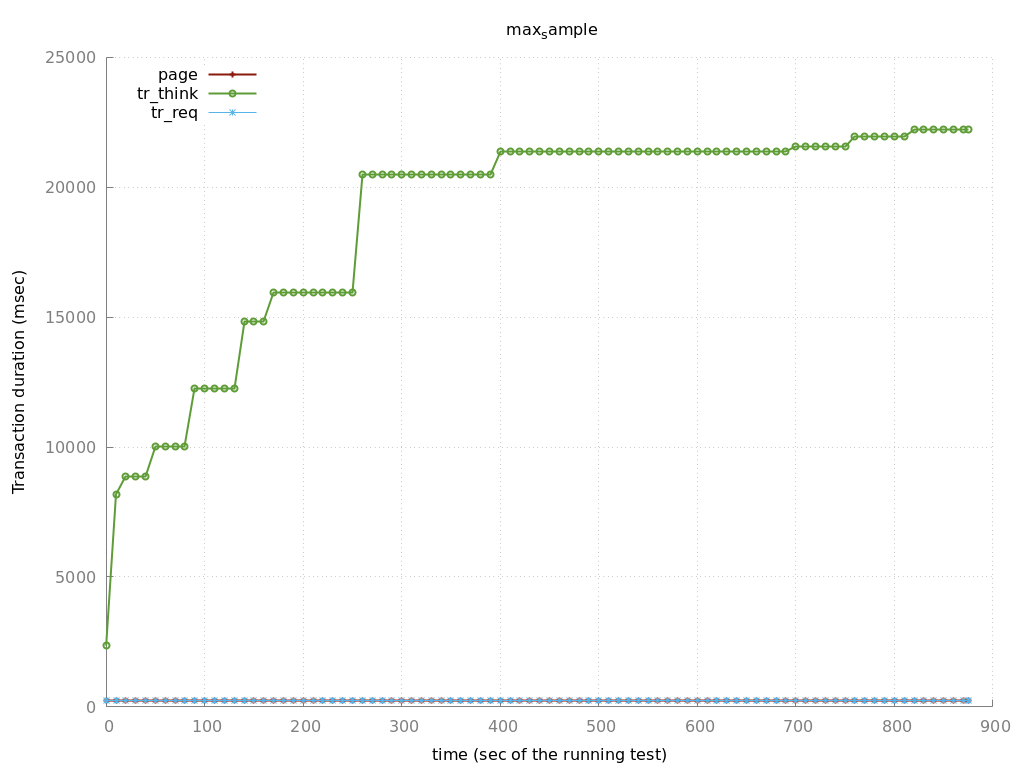 maxsample
25000
20000
15000
10000
5000
0
page
tr_think
tr_req
Transaction duration (msec)
0 100 200 300 400 500 600 700 800 900
time (sec of the running test)